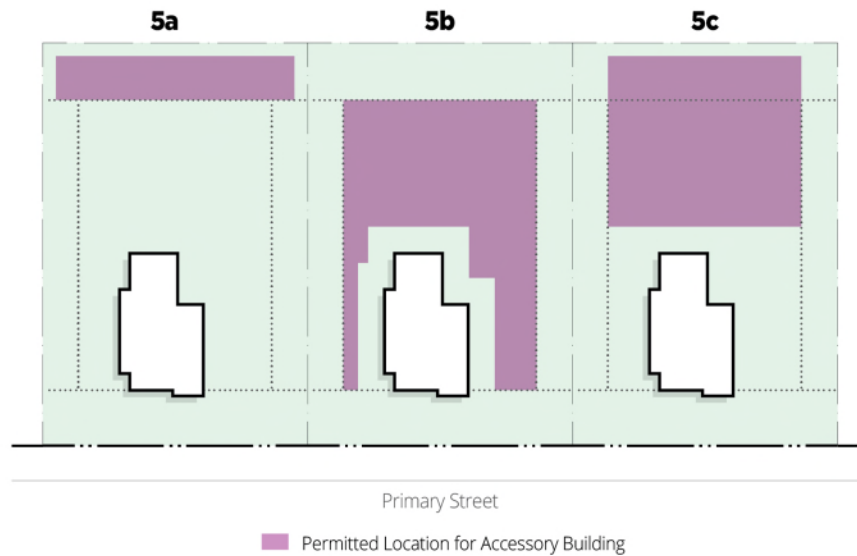 5a 5b 5c
Primary Street
Permitted Location for Accessory Building